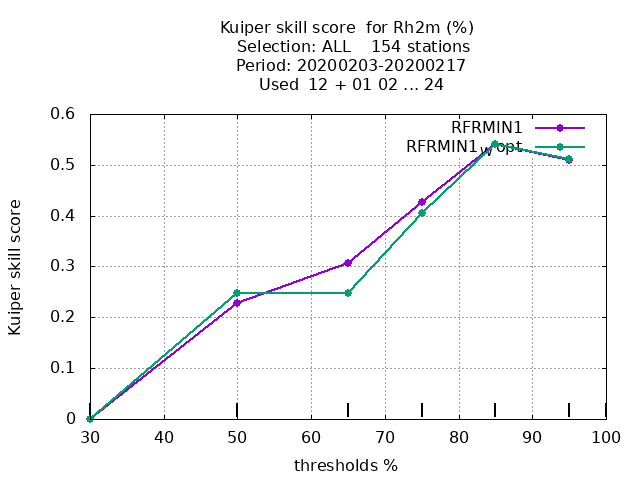 Kuiper skill score  for Rh2m (%)
Selection: ALL    154 stations
Period: 20200203-20200217
Used  12 + 01 02 ... 24
RFRMIN1
RFRMIN1wopt
Kuiper skill score
0.6
0.5
0.4
0.3
0.2
0.1
0
30 40 50 60 70 80 90 100
thresholds %